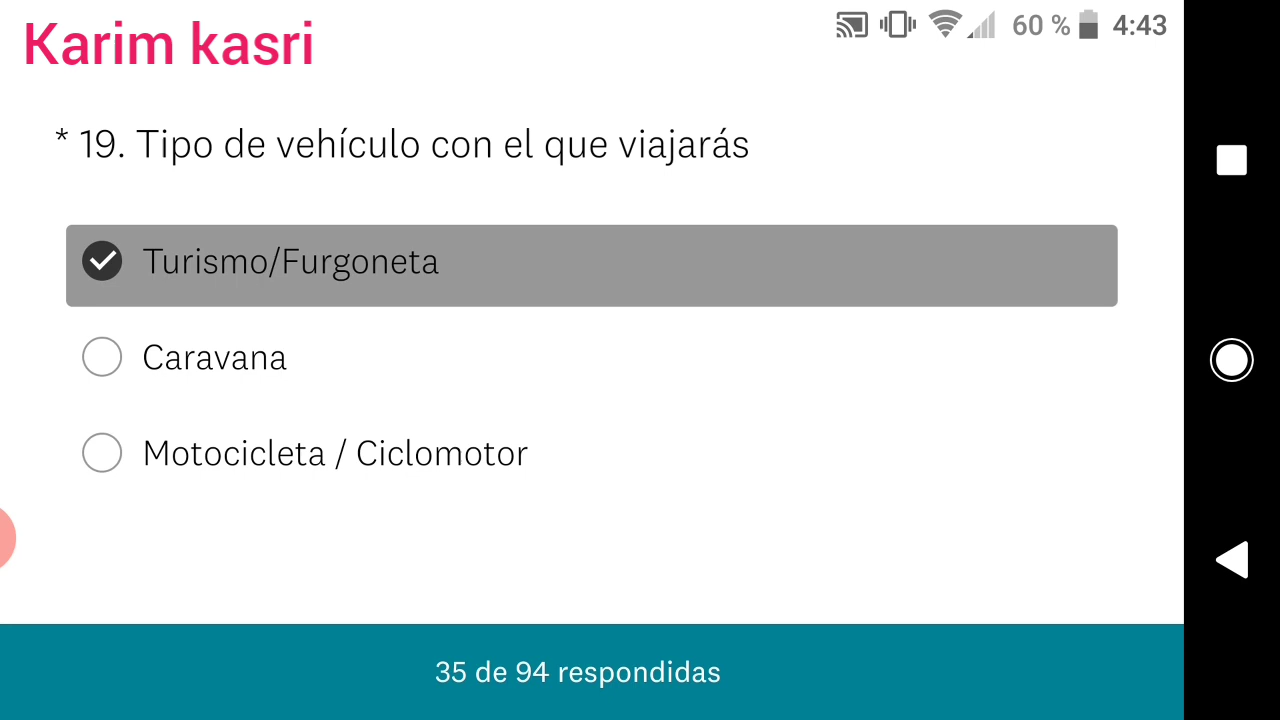 Karim kasri
60 % 4:43
* 19. Tipo de vehículo con el que viajarás
Turismo/Furgoneta
Caravana
Motocicleta / Ciclomotor
35 de 94 respondidas